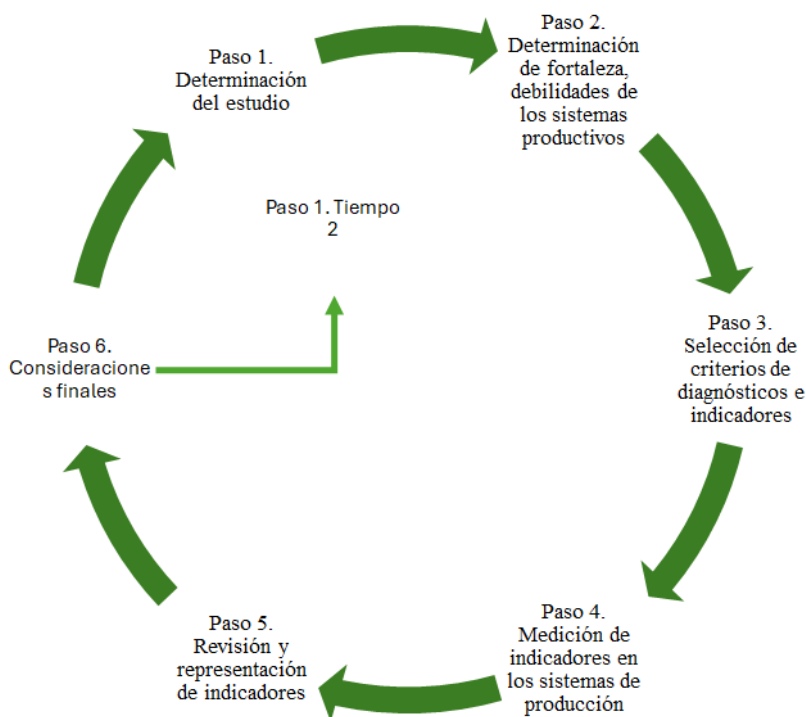 Paso 1.
Determinación
del estudio
Paso 2.
Determinación
de fortaleza,
debilidades de
los sistemas
productivos
Paso 3.
Selección de
criterios de
diagnósticos e
indicadores
Paso 4.
Medición de
indicadores en
los sistemas de
producción
Paso 5.
Revisión y
representación
de indicadores
Paso 6.
Consideracione
s finales
Paso 1. Tiempo
2